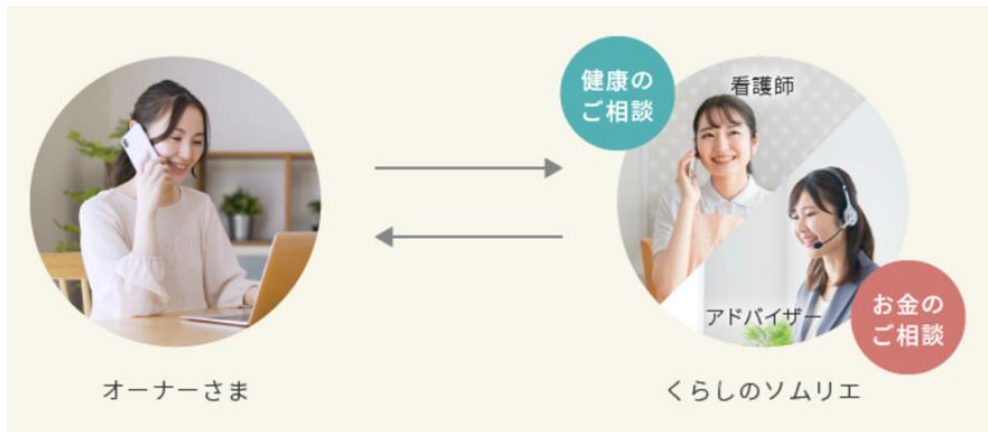 健康の
ご相談
看護師
アドバイザー
お金の
ご相談
オーナーさま
くらしのソムリエ